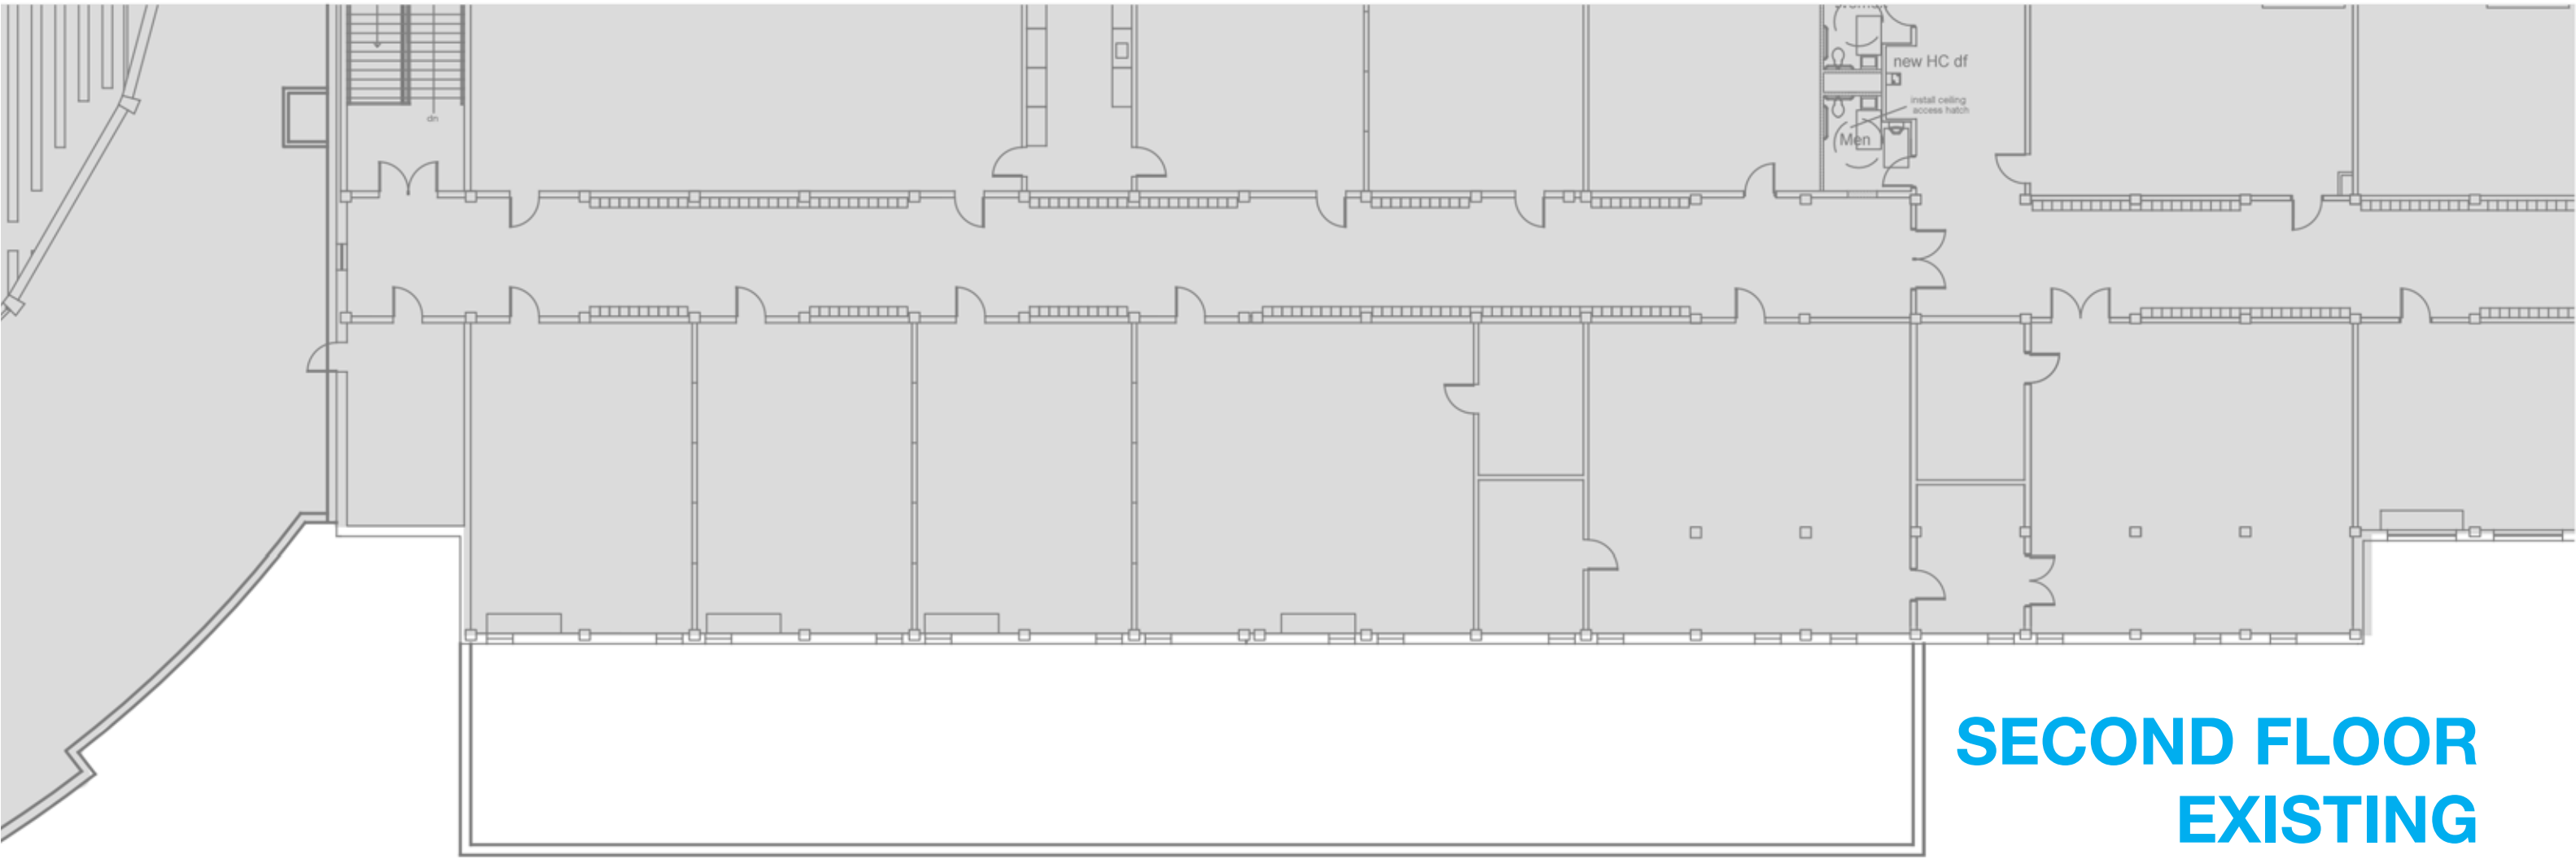 new HC df
install ceiling
access hatch
Men
dn
SECOND FLOOR
EXISTING